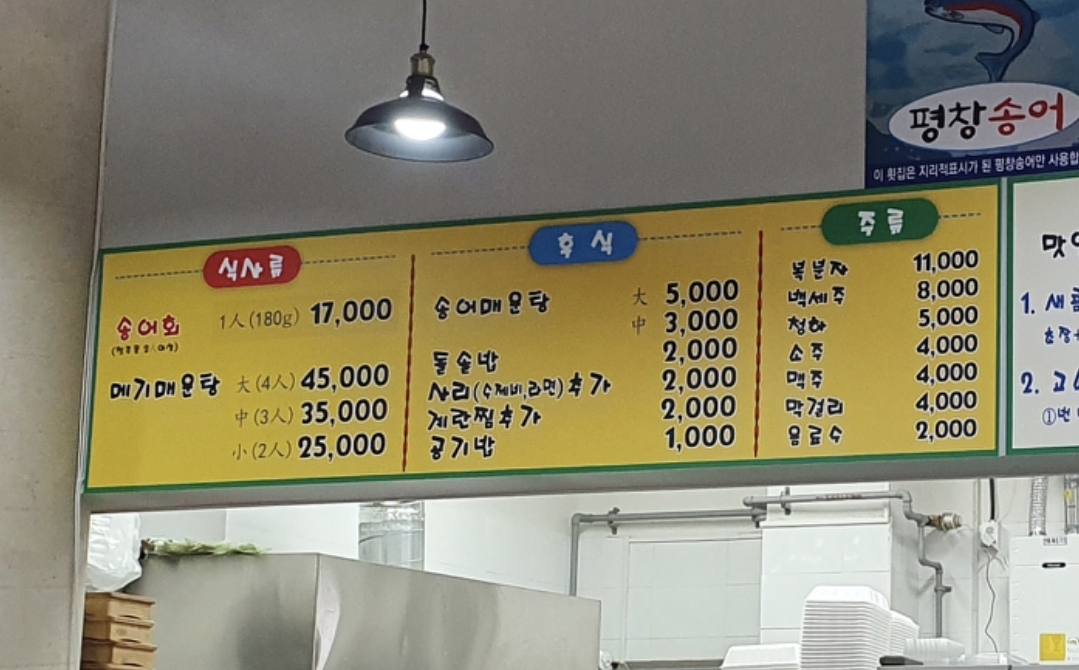 평창송어
이 횟집은 지리적표시가 된 평창송어만 사용합
식사류
송어회 1人(180g) 17,000
메기매운탕 大(4人) 45,000
中(3人) 35,000
小(2人) 25,000
후식
송어매운탕 大 5,000
中 3,000
돌솥밥 2,000
사리(수제비,라면)추가 2,000
계란찜추가 2,000
공기밥 1,000
주류
복분자 11,000
백세주 8,000
청하 5,000
소주 4,000
맥주 4,000
막걸리 4,000
음료수 2,000
맛
1. 새
초장
2. 고
①번